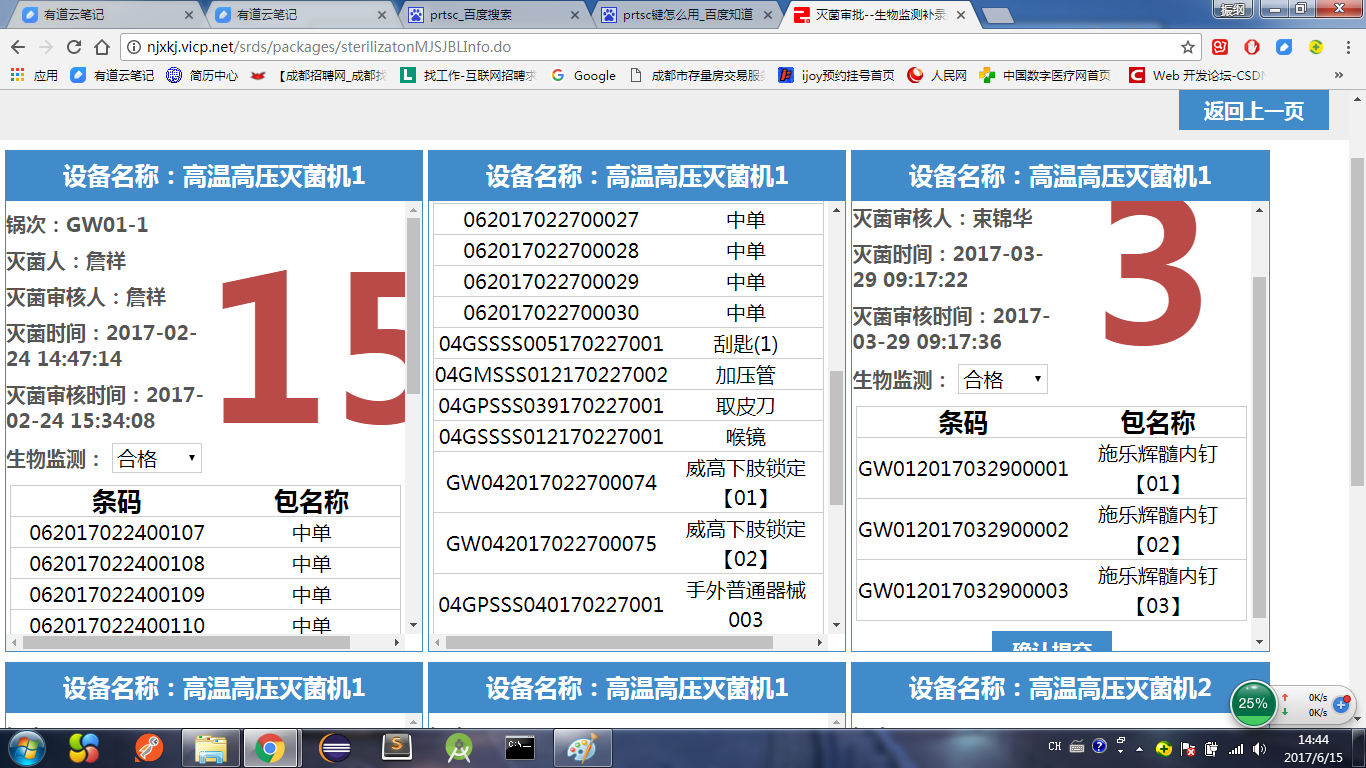 有道云笔记
有道云笔记
prtsc_百度搜索
prtsc键怎么用_百度知道
灭菌审批--生物监测补录
振纲
njxkj.vicp.net/srds/packages/sterilizatonMJSJBLInfo.do
应用
有道云笔记
简历中心
【成都招聘网_成都找
找工作-互联网招聘求
Google
成都市存量房交易服
ijoy预约挂号首页
人民网
中国数字医疗网首页
Web 开发论坛-CSDN
»
返回上一页
设备名称：高温高压灭菌机1
锅次：GW01-1
灭菌人：詹祥
灭菌审核人：詹祥
灭菌时间：2017-02-
24 14:47:14
灭菌审核时间：2017-
02-24 15:34:08
15
生物监测：
合格
条码 包名称
062017022400107 中单
062017022400108 中单
062017022400109 中单
062017022400110 中单
设备名称：高温高压灭菌机1
062017022700027 中单
062017022700028 中单
062017022700029 中单
062017022700030 中单
04GSSSS005170227001 刮匙(1)
04GMSSS012170227002 加压管
04GPSSS039170227001 取皮刀
04GSSSS012170227001 喉镜
GW042017022700074 威高下肢锁定
【01】
GW042017022700075 威高下肢锁定
【02】
04GPSSS040170227001 手外普通器械
003
设备名称：高温高压灭菌机1
灭菌审核人：束锦华
灭菌时间：2017-03-
29 09:17:22
灭菌审核时间：2017-
03-29 09:17:36
3
生物监测：
合格
条码 包名称
GW012017032900001 施乐辉髓内钉
【01】
GW012017032900002 施乐辉髓内钉
【02】
GW012017032900003 施乐辉髓内钉
【03】
确认提交
设备名称：高温高压灭菌机1
设备名称：高温高压灭菌机1
设备名称：高温高压灭菌机2
25%
0K/s
0K/s
CH
14:44
2017/6/15